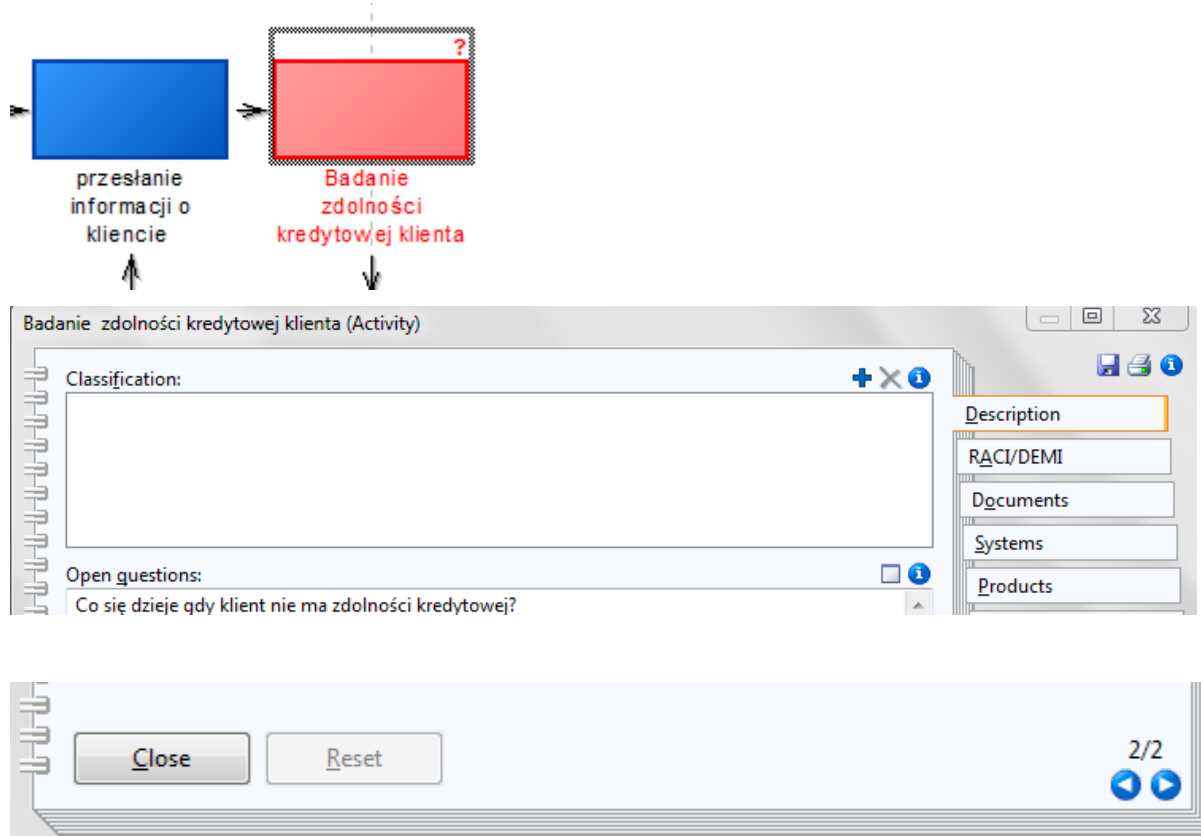 ?
przesłanie
informacji o
kliencie
Badanie
zdolności
kredytowej klienta
Badanie  zdolności kredytowej klienta (Activity)
Classification:
Description
RACI/DEMI
Documents
Systems
Products
Open questions:
Co się dzieje gdy klient nie ma zdolności kredytowej?
Close
Reset
2/2